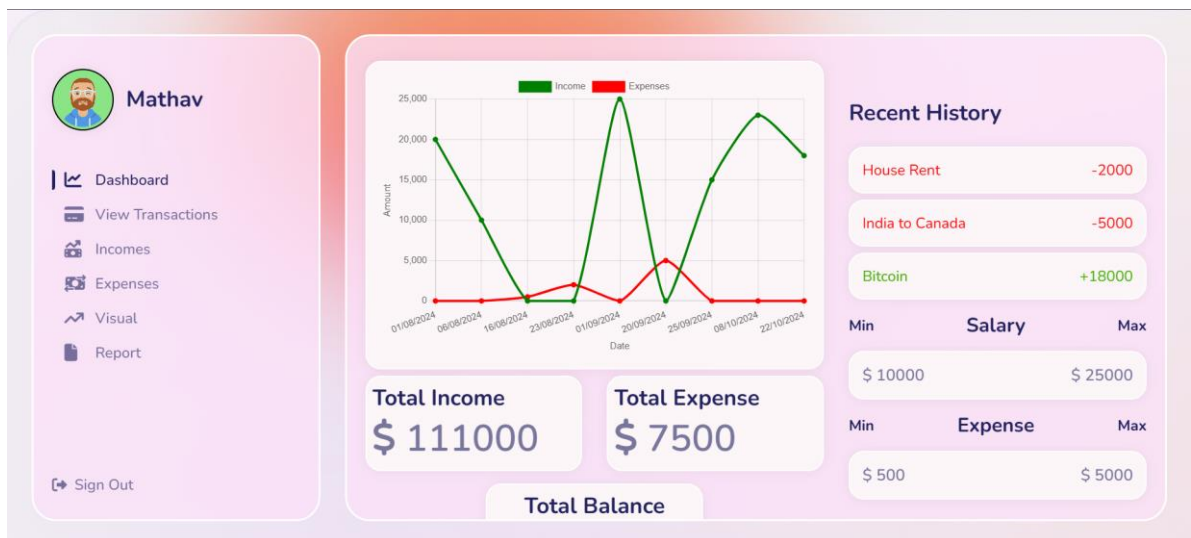 Mathav
Dashboard
View Transactions
Incomes
Expenses
Visual
Report
Sign Out
Income Expenses
25,000
20,000
15,000
10,000
5,000
0
Amount
01/08/2024 06/08/2024 16/08/2024 23/08/2024 01/09/2024 20/09/2024 25/09/2024 08/10/2024 22/10/2024
Date
Total Income
$ 111000
Total Expense
$ 7500
Total Balance
Recent History
House Rent -2000
India to Canada -5000
Bitcoin +18000
Min Salary Max
$ 10000 $ 25000
Min Expense Max
$ 500 $ 5000